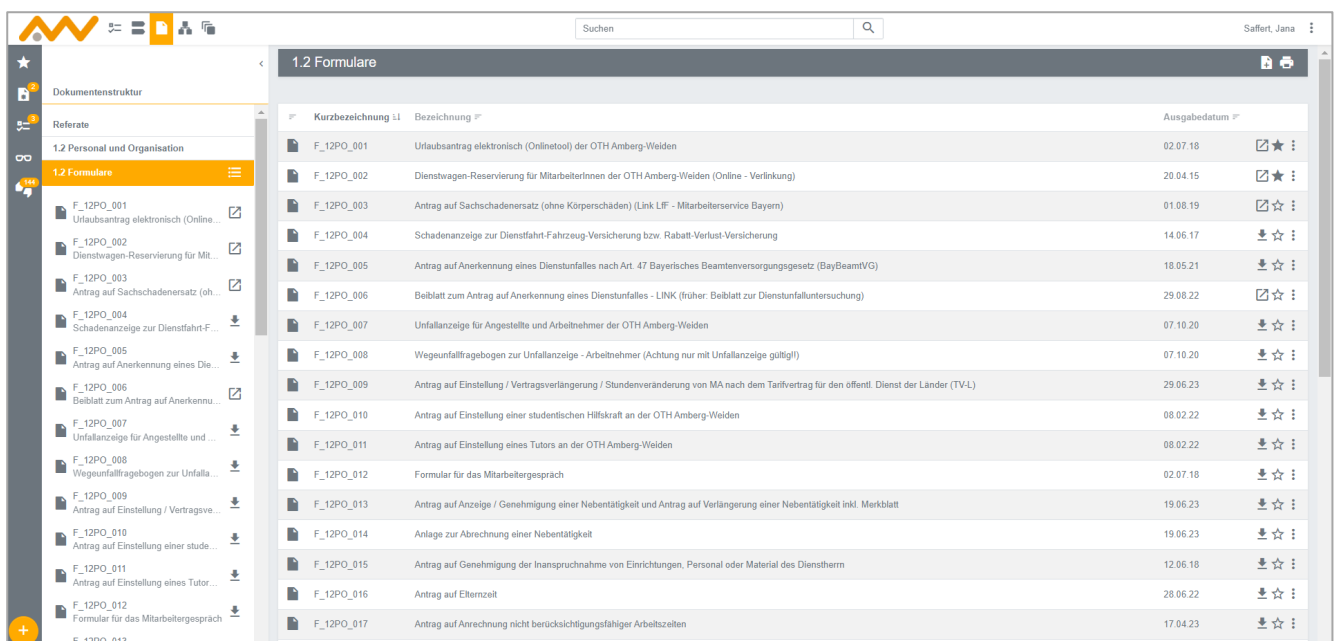 Suchen
Saffert, Jana
2
3
144
Dokumentenstruktur
Referate
1.2 Personal und Organisation
1.2 Formulare
F_12PO_001
Urlaubsantrag elektronisch (Online...
F_12PO_002
Dienstwagen-Reservierung für Mit...
F_12PO_003
Antrag auf Sachschadenersatz (oh...
F_12PO_004
Schadenanzeige zur Dienstfahrt-F...
F_12PO_005
Antrag auf Anerkennung eines Die...
F_12PO_006
Beiblatt zum Antrag auf Anerkennu...
F_12PO_007
Unfallanzeige für Angestellte und ...
F_12PO_008
Wegeunfallfragebogen zur Unfalla...
F_12PO_009
Antrag auf Einstellung / Vertragsve...
F_12PO_010
Antrag auf Einstellung einer stude...
F_12PO_011
Antrag auf Einstellung eines Tutor...
F_12PO_012
Formular für das Mitarbeitergespräch
F_12PO_013
1.2 Formulare
Kurzbezeichnung Bezeichnung Ausgabedatum
F_12PO_001 Urlaubsantrag elektronisch (Onlinetool) der OTH Amberg-Weiden 02.07.18
F_12PO_002 Dienstwagen-Reservierung für MitarbeiterInnen der OTH Amberg-Weiden (Online - Verlinkung) 20.04.15
F_12PO_003 Antrag auf Sachschadenersatz (ohne Körperschäden) (Link LfF - Mitarbeiterservice Bayern) 01.08.19
F_12PO_004 Schadenanzeige zur Dienstfahrt-Fahrzeug-Versicherung bzw. Rabatt-Verlust-Versicherung 14.06.17
F_12PO_005 Antrag auf Anerkennung eines Dienstunfalles nach Art. 47 Bayerisches Beamtenversorgungsgesetz (BayBeamtVG) 18.05.21
F_12PO_006 Beiblatt zum Antrag auf Anerkennung eines Dienstunfalles - LINK (früher: Beiblatt zur Dienstunfalluntersuchung) 29.08.22
F_12PO_007 Unfallanzeige für Angestellte und Arbeitnehmer der OTH Amberg-Weiden 07.10.20
F_12PO_008 Wegeunfallfragebogen zur Unfallanzeige - Arbeitnehmer (Achtung nur mit Unfallanzeige gültig!!) 07.10.20
F_12PO_009 Antrag auf Einstellung / Vertragsverlängerung / Stundenveränderung von MA nach dem Tarifvertrag für den öffentl. Dienst der Länder (TV-L) 29.06.23
F_12PO_010 Antrag auf Einstellung einer studentischen Hilfskraft an der OTH Amberg-Weiden 08.02.22
F_12PO_011 Antrag auf Einstellung eines Tutors an der OTH Amberg-Weiden 08.02.22
F_12PO_012 Formular für das Mitarbeitergespräch 02.07.18
F_12PO_013 Antrag auf Anzeige / Genehmigung einer Nebentätigkeit und Antrag auf Verlängerung einer Nebentätigkeit inkl. Merkblatt 19.06.23
F_12PO_014 Anlage zur Abrechnung einer Nebentätigkeit 19.06.23
F_12PO_015 Antrag auf Genehmigung der Inanspruchnahme von Einrichtungen, Personal oder Material des Dienstherrn 12.06.18
F_12PO_016 Antrag auf Elternzeit 28.06.22
F_12PO_017 Antrag auf Anrechnung nicht berücksichtigungsfähiger Arbeitszeiten 17.04.23